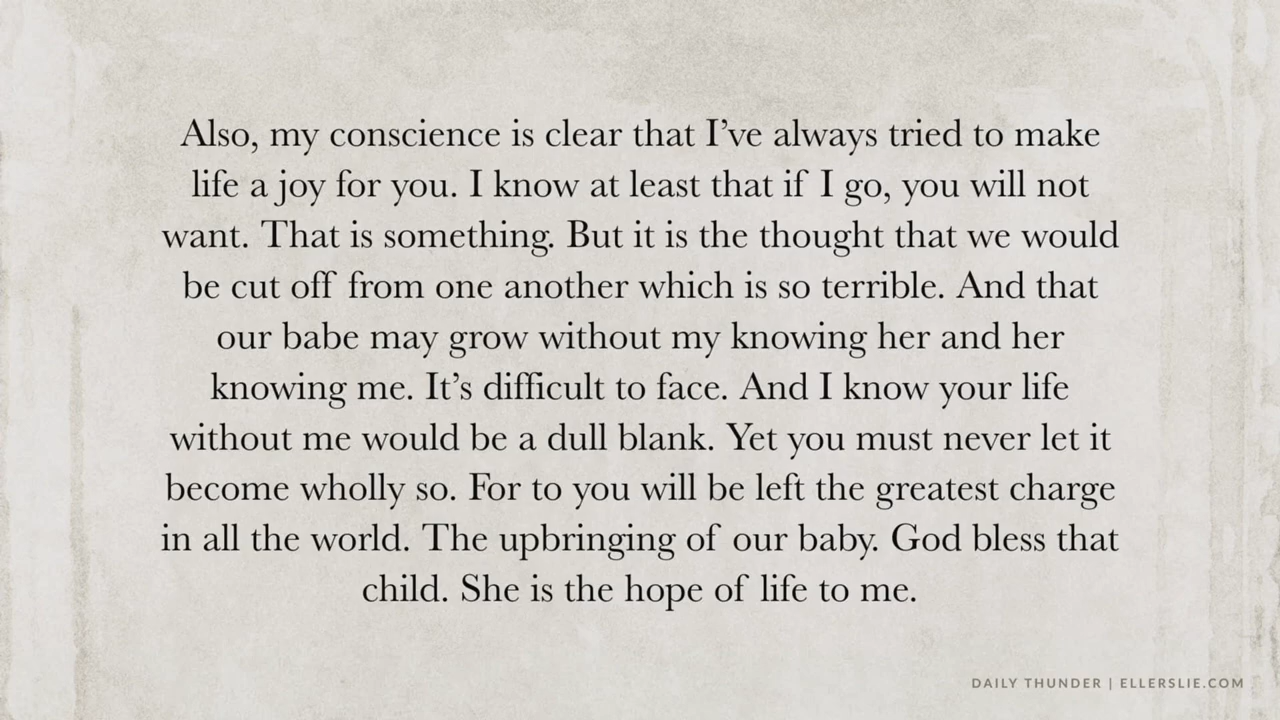 Also, my conscience is clear that I’ve always tried to make
life a joy for you. I know at least that if I go, you will not
want. That is something. But it is the thought that we would
be cut off from one another which is so terrible. And that
our babe may grow without my knowing her and her
knowing me. It’s difficult to face. And I know your life
without me would be a dull blank. Yet you must never let it
become wholly so. For to you will be left the greatest charge
in all the world. The upbringing of our baby. God bless that
child. She is the hope of life to me.
DAILY THUNDER | ELLERSLIE.COM